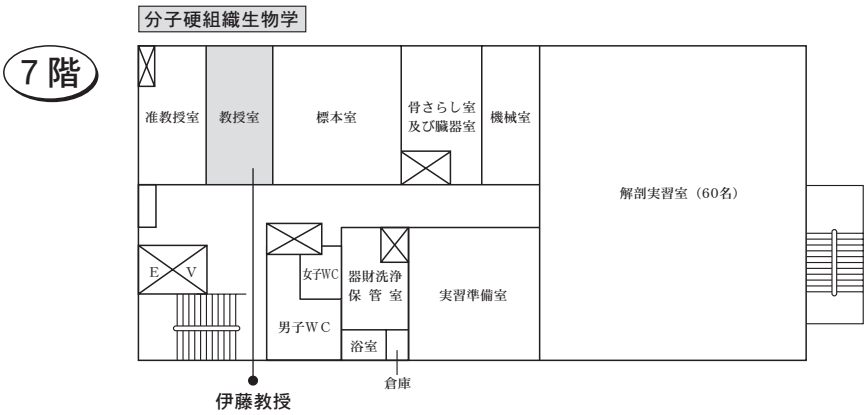 分子硬組織生物学
7階
准教授室
教授室
標本室
骨さらし室
及び臓器室
機械室
解剖実習室（60名）
E V
女子WC
器財洗浄
保管室
実習準備室
男子WC
浴室
倉庫
伊藤教授